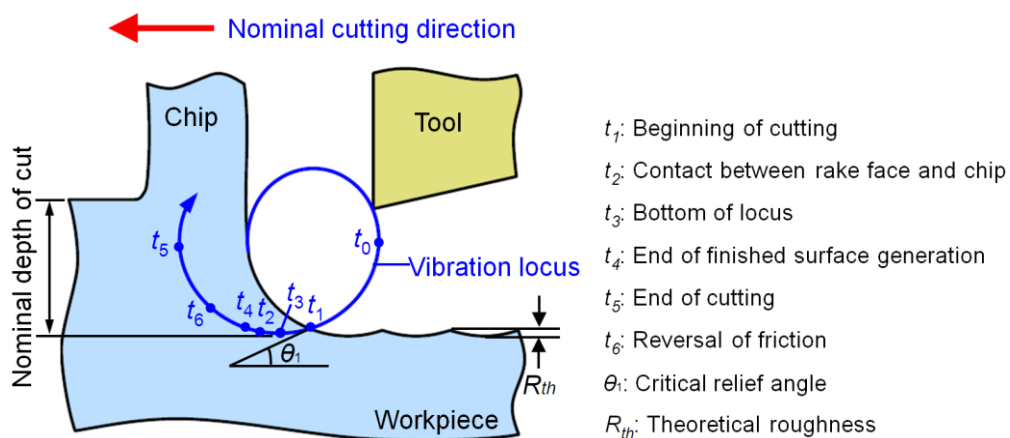 Nominal cutting direction
Chip
Tool
Nominal depth of cut
t0
t5
Vibration locus
t6
t4
t2
t3
t1
θ1
Rth
Workpiece
t1: Beginning of cutting
t2: Contact between rake face and chip
t3: Bottom of locus
t4: End of finished surface generation
t5: End of cutting
t6: Reversal of friction
θ1: Critical relief angle
Rth: Theoretical roughness